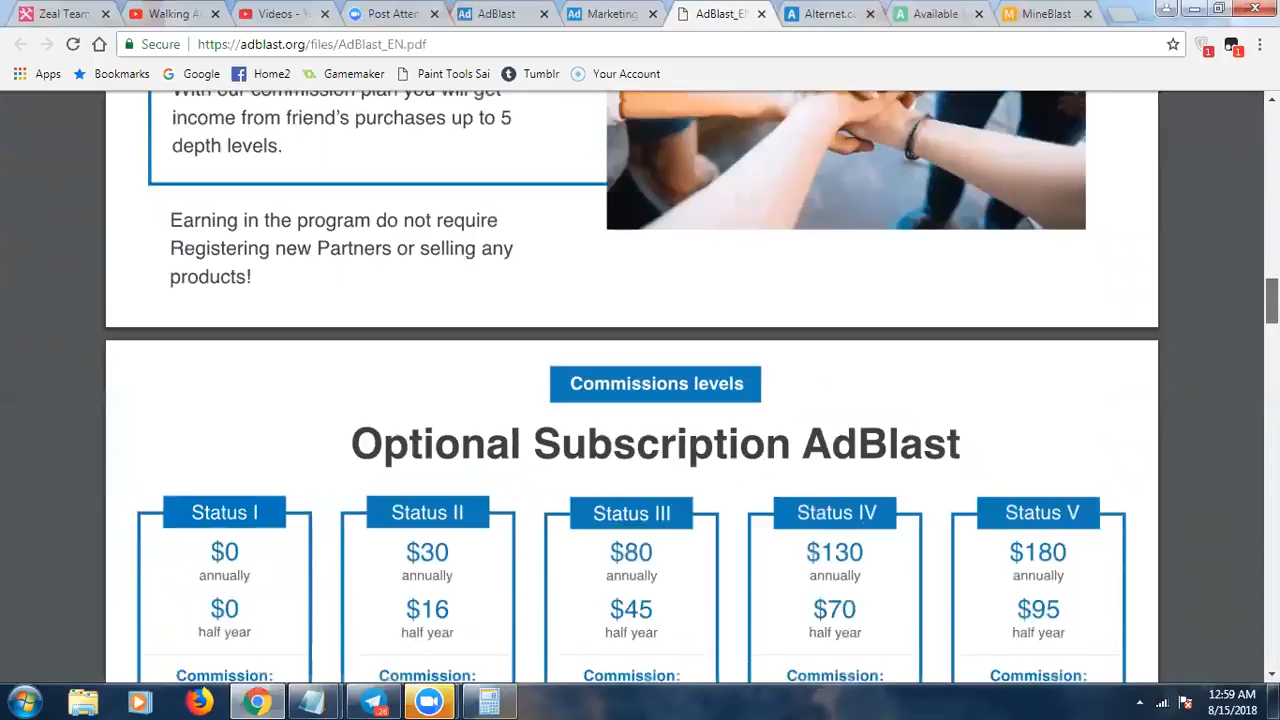 Zeal Team
Walking A
Videos - Y
Post Atten
AdBlast
Marketing
AdBlast_EN
Alternet.c
Available
MineBlast
Secure
https://adblast.org/files/AdBlast_EN.pdf
1
1
Apps
Bookmarks
Google
Home2
Gamemaker
Paint Tools Sai
Tumblr
Your Account
With our commission plan you will get
income from friend's purchases up to 5
depth levels.
Earning in the program do not require
Registering new Partners or selling any
products!
Commissions levels
Optional Subscription AdBlast
Status I
Status II
Status III
Status IV
Status V
$0
$30
$80
$130
$180
annually
annually
annually
annually
annually
$0
$16
$45
$70
$95
half year
half year
half year
half year
half year
Commission:
Commission:
Commission:
Commission:
Commission:
26
12:59 AM
8/15/2018